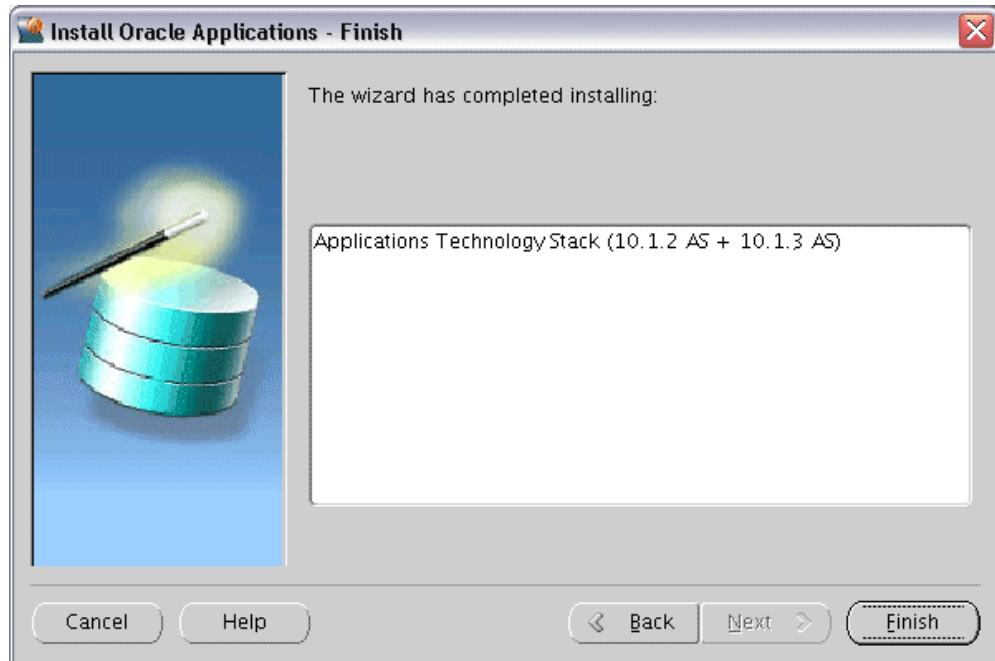 Install Oracle Applications - Finish
The wizard has completed installing:
Applications Technology Stack (10.1.2 AS + 10.1.3 AS)
Cancel
Help
Back
Next
Finish